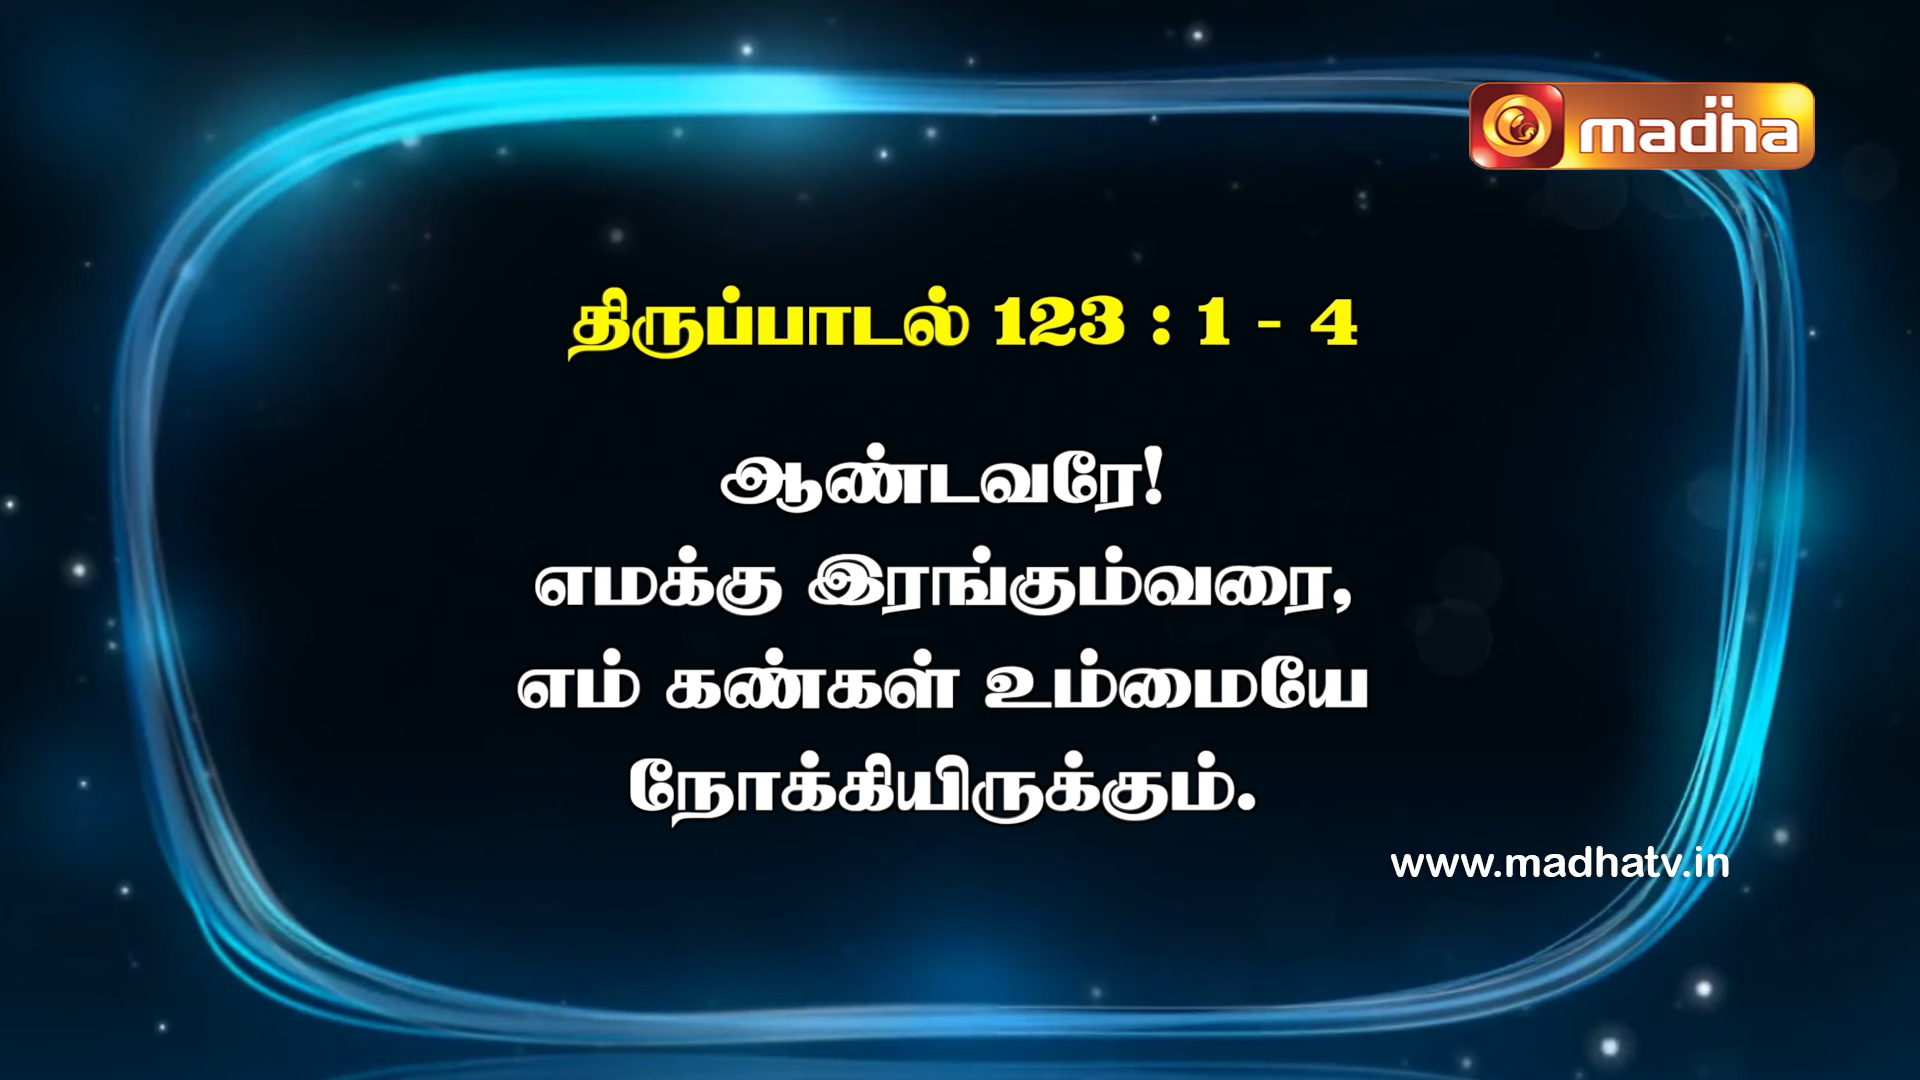 madha
திருப்பாடல் 123 : 1 - 4
ஆண்டவரே!
எமக்கு இரங்கும்வரை,
எம் கண்கள் உம்மையே
நோக்கியிருக்கும்.
www.madhatv.in